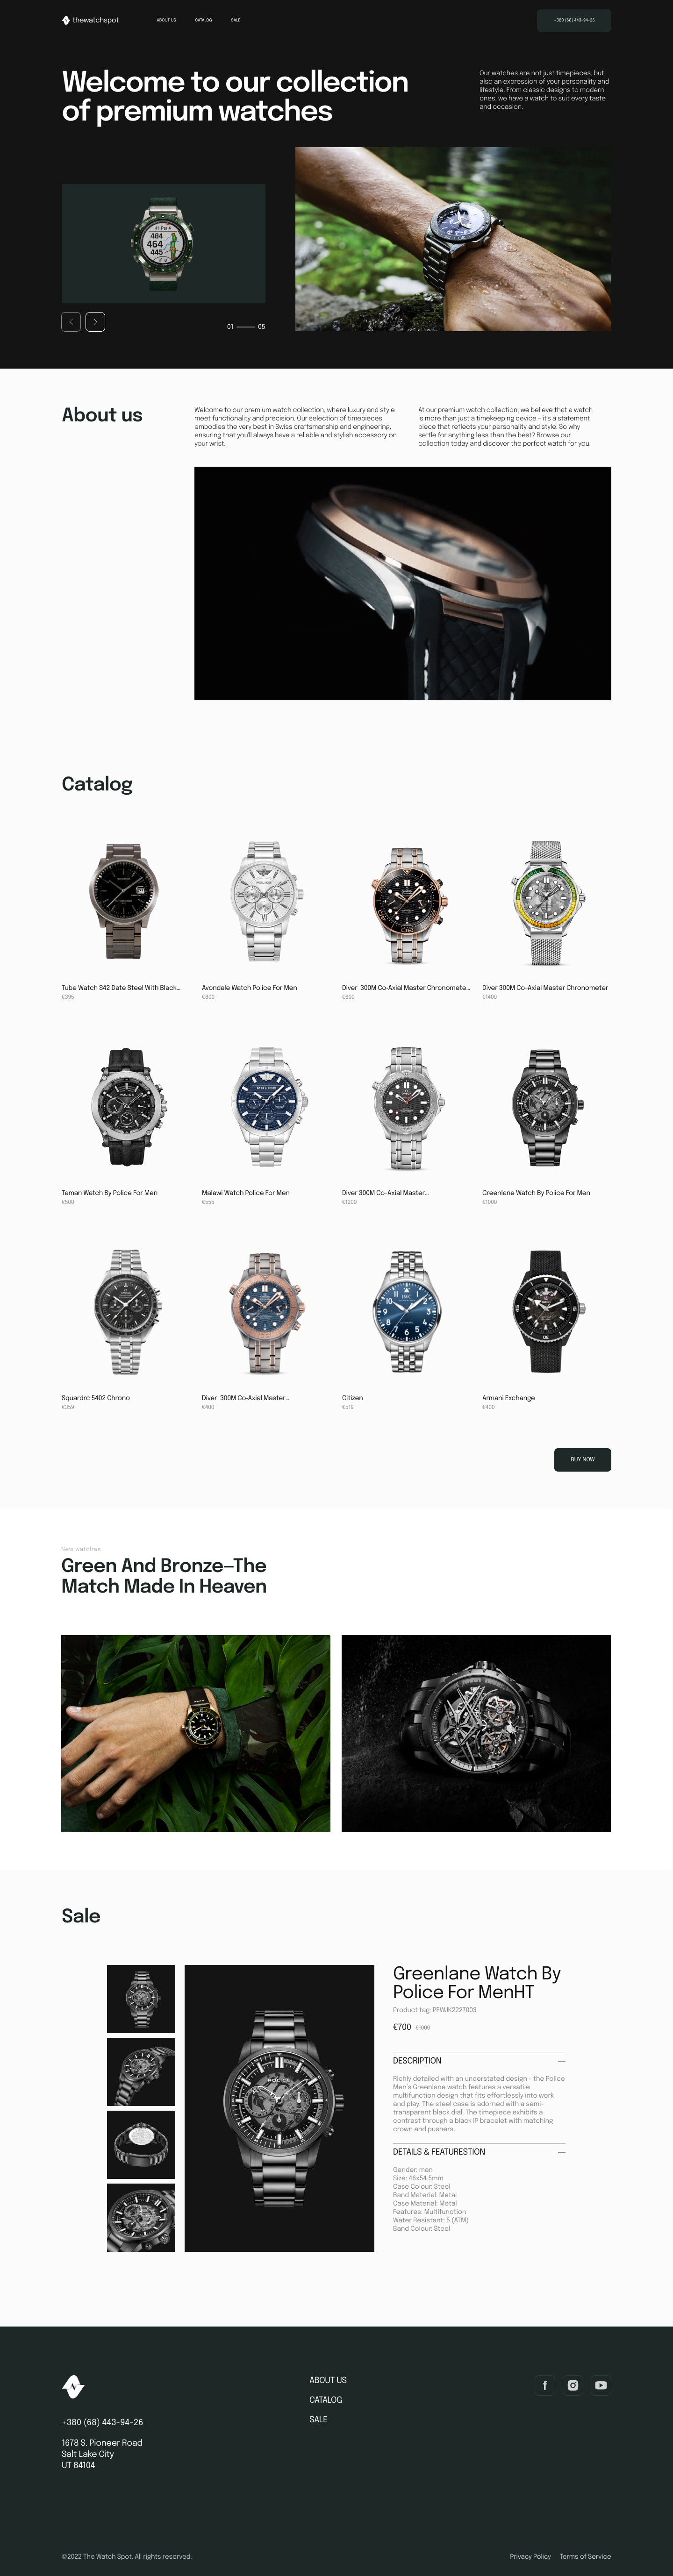 thewatchspot
ABOUT US
CATALOG
SALE
+380 (68) 443-94-26
Welcome to our collection
of premium watches
Our watches are not just timepieces, but
also an expression of your personality and
lifestyle. From classic designs to modern
ones, we have a watch to suit every taste
and occasion.
#1 Par 4
484
464
445
01
05
About us
Welcome to our premium watch collection, where luxury and style
meet functionality and precision. Our selection of timepieces
embodies the very best in Swiss craftsmanship and engineering,
ensuring that you'll always have a reliable and stylish accessory on
your wrist.
At our premium watch collection, we believe that a watch
is more than just a timekeeping device – it's a statement
piece that reflects your personality and style. So why
settle for anything less than the best? Browse our
collection today and discover the perfect watch for you.
Catalog
Tube Watch S42 Date Steel With Black...
€395
Avondale Watch Police For Men
€800
Diver 300M Co-Axial Master Chronomete...
€600
Diver 300M Co-Axial Master Chronometer
€1400
Taman Watch By Police For Men
€500
Malawi Watch Police For Men
€555
Diver 300M Co-Axial Master...
€1200
Greenlane Watch By Police For Men
€1000
Squardrc 5402 Chrono
€359
Diver 300M Co-Axial Master...
€400
Citizen
€519
Armani Exchange
€400
BUY NOW
New watches
Green And Bronze—The
Match Made In Heaven
Sale
POLICE
Greenlane Watch By
Police For MenHT
Product tag: PEWJK2227003
€700 €1000
DESCRIPTION
Richly detailed with an understated design - the Police
Men's Greenlane watch features a versatile
multifunction design that fits effortlessly into work
and play. The steel case is adorned with a semi-
transparent black dial. The timepiece exhibits a
contrast through a black IP bracelet with matching
crown and pushers.
DETAILS & FEATURESTION
Gender: man
Size: 46x54.5mm
Case Colour: Steel
Band Material: Metal
Case Material: Metal
Features: Multifunction
Water Resistant: 5 (ATM)
Band Colour: Steel
+380 (68) 443-94-26
1678 S. Pioneer Road
Salt Lake City
UT 84104
ABOUT US
CATALOG
SALE
©2022 The Watch Spot. All rights reserved.
Privacy Policy
Terms of Service